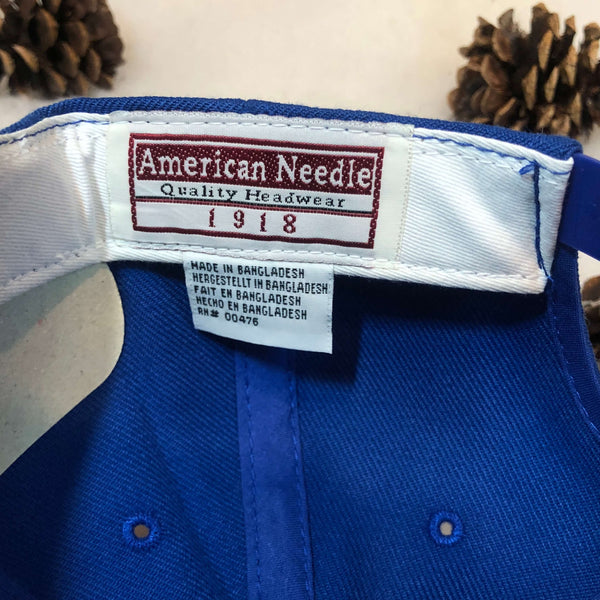 American Needle
Quality Headwear
1918
MADE IN BANGLADESH
HERGESTELLT IN BANGLADESH
FAIT EN BANGLADESH
HECHO EN BANGLADESH
RN# 00476